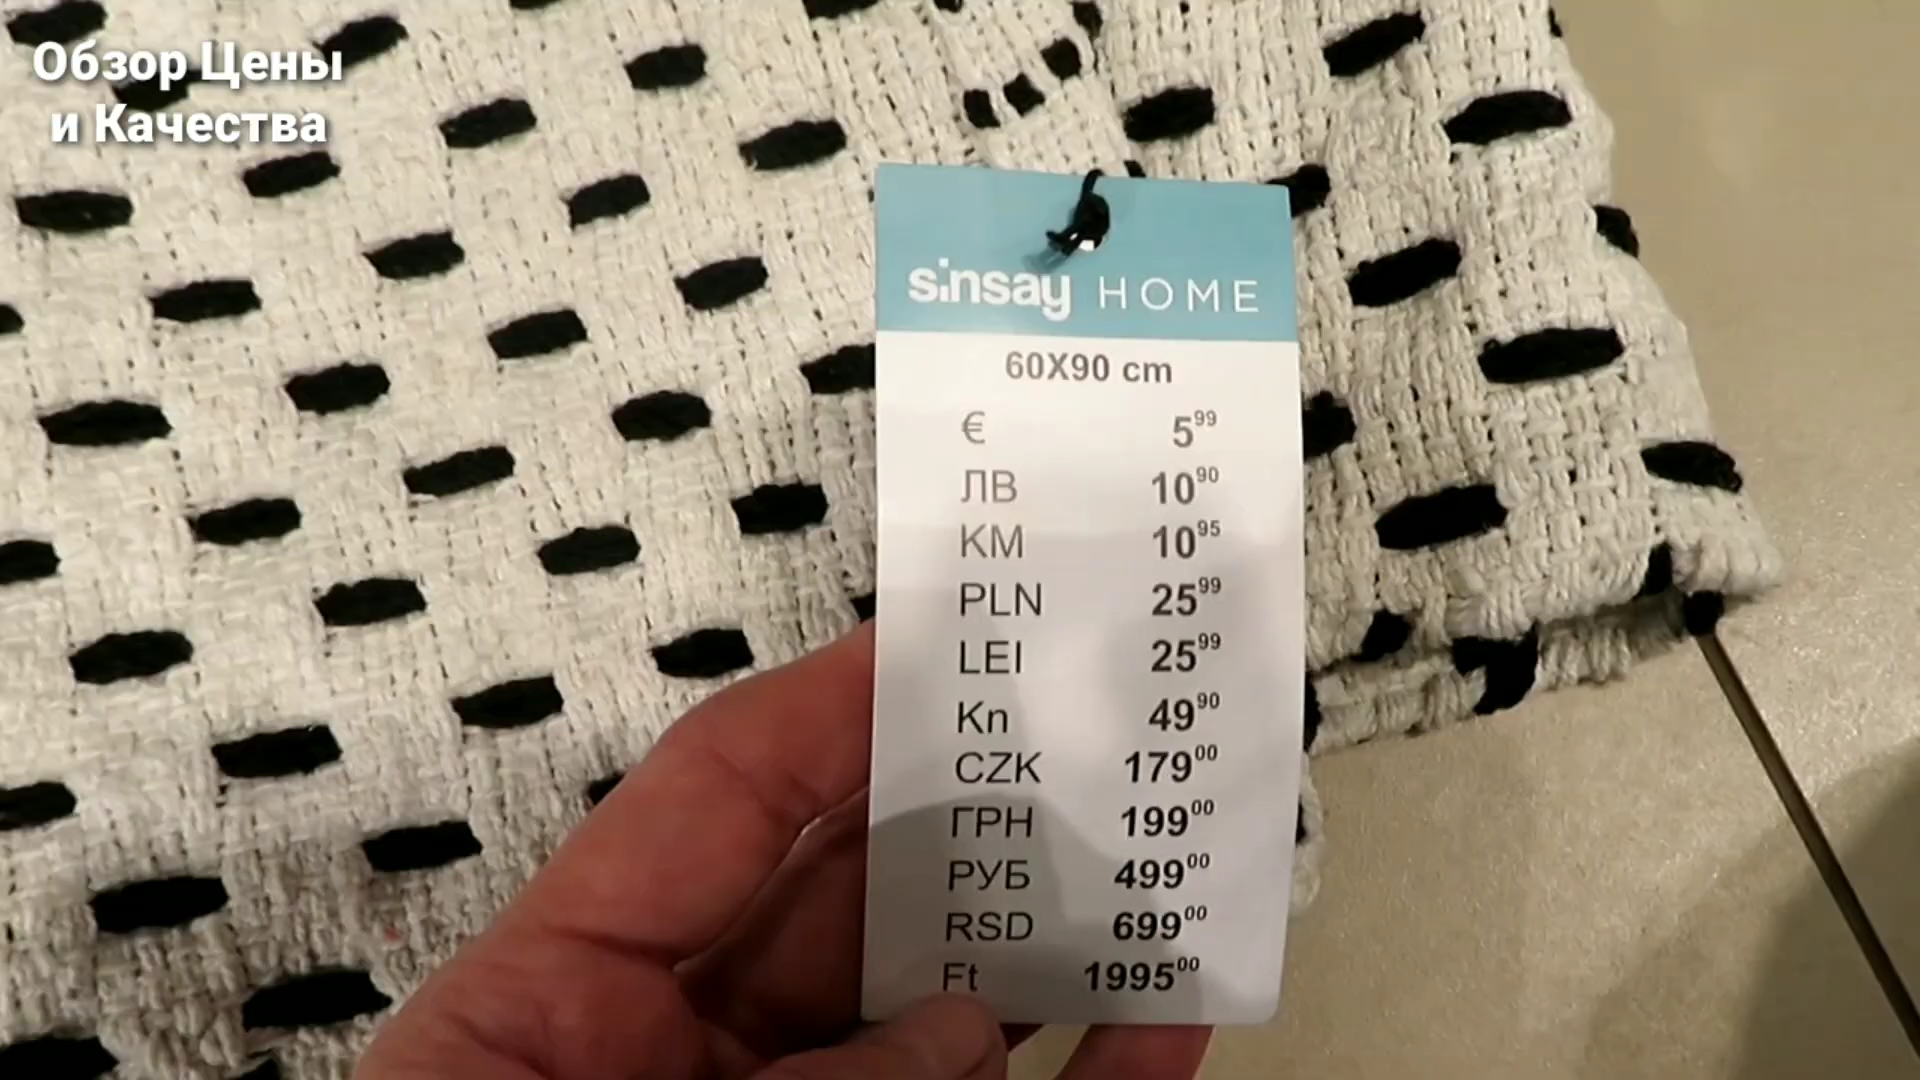 Обзор Цены
и Качества
sinsay HOME
60X90 cm
€ 5⁹⁹
ЛВ 10⁹⁰
KM 10⁹⁵
PLN 25⁹⁹
LEI 25⁹⁹
Kn 49⁹⁰
CZK 179⁰⁰
ГРН 199⁰⁰
РУБ 499⁰⁰
RSD 699⁰⁰
Ft 1995⁰⁰